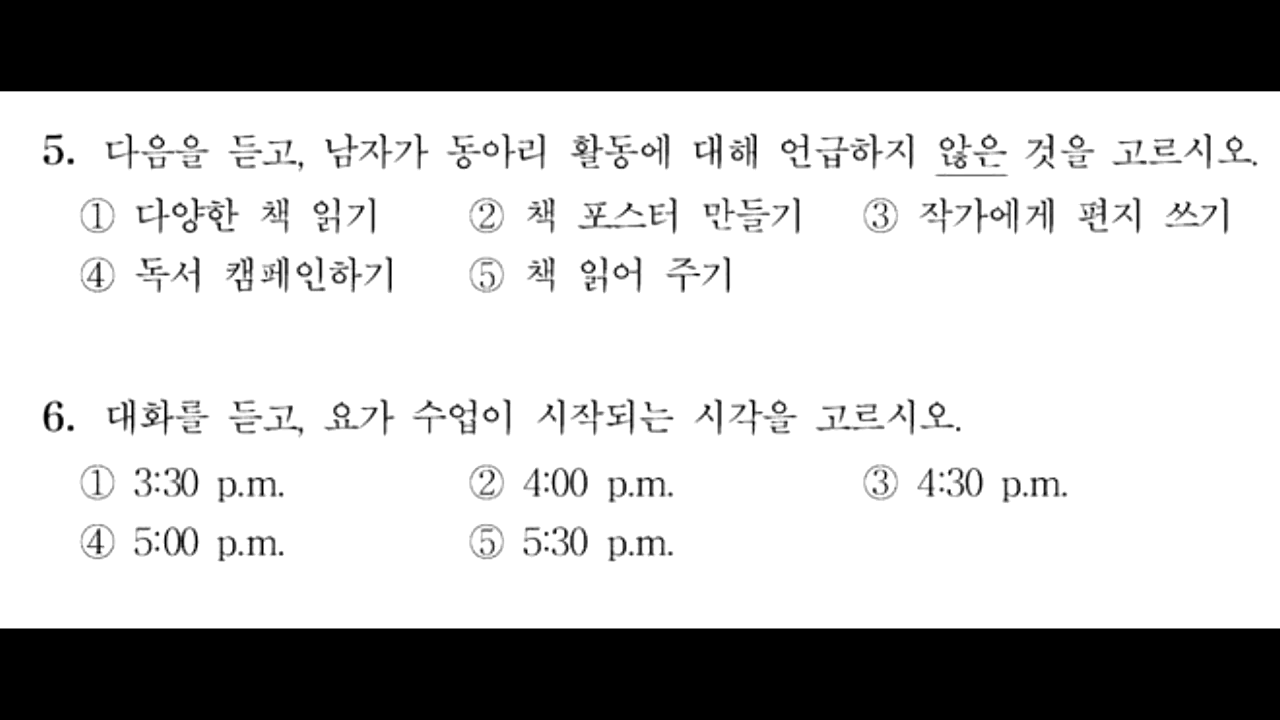 5. 다음을 듣고, 남자가 동아리 활동에 대해 언급하지 않은 것을 고르시오.
① 다양한 책 읽기 ② 책 포스터 만들기 ③ 작가에게 편지 쓰기
④ 독서 캠페인하기 ⑤ 책 읽어 주기
6. 대화를 듣고, 요가 수업이 시작되는 시각을 고르시오.
① 3:30 p.m. ② 4:00 p.m. ③ 4:30 p.m.
④ 5:00 p.m. ⑤ 5:30 p.m.